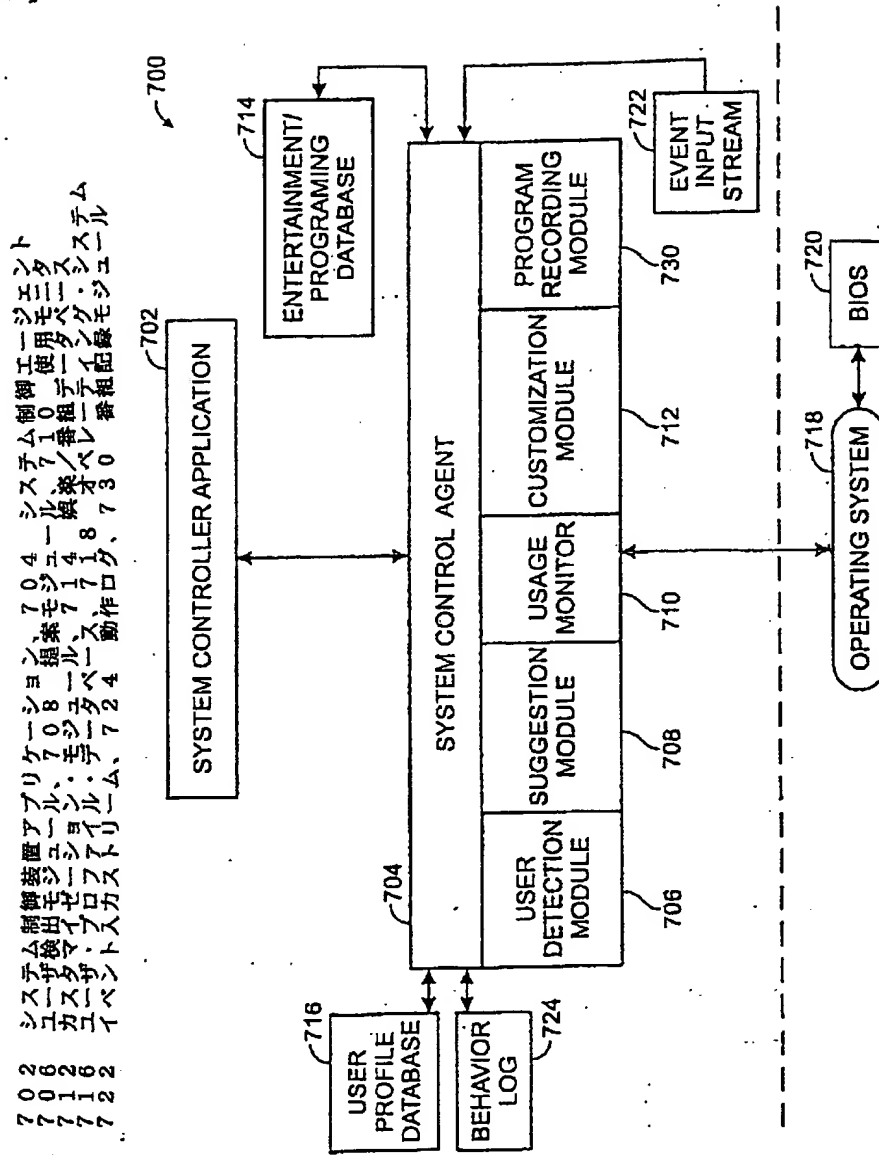 ７０２　システム制御装置アプリケーション、７０４　システム制御エージェント
７０６　ユーザ検出モジュール、７０８　提案モジュール、７１０　使用モニタ
７１２　カスタマイゼーション・モジュール、７１４　娯楽／番組データベース
７１６　ユーザ・プロファイル・データベース、７１８　オペレーティング・システム
７２２　イベント入力ストリーム、７２４　動作ログ、７３０　番組記録モジュール
700
702
SYSTEM CONTROLLER APPLICATION
714
ENTERTAINMENT/
PROGRAMING
DATABASE
704
SYSTEM CONTROL AGENT
716
USER
PROFILE
DATABASE
724
BEHAVIOR
LOG
USER
DETECTION
MODULE
SUGGESTION
MODULE
USAGE
MONITOR
CUSTOMIZATION
MODULE
PROGRAM
RECORDING
MODULE
706
708
710
712
730
722
EVENT
INPUT
STREAM
718
OPERATING SYSTEM
720
BIOS